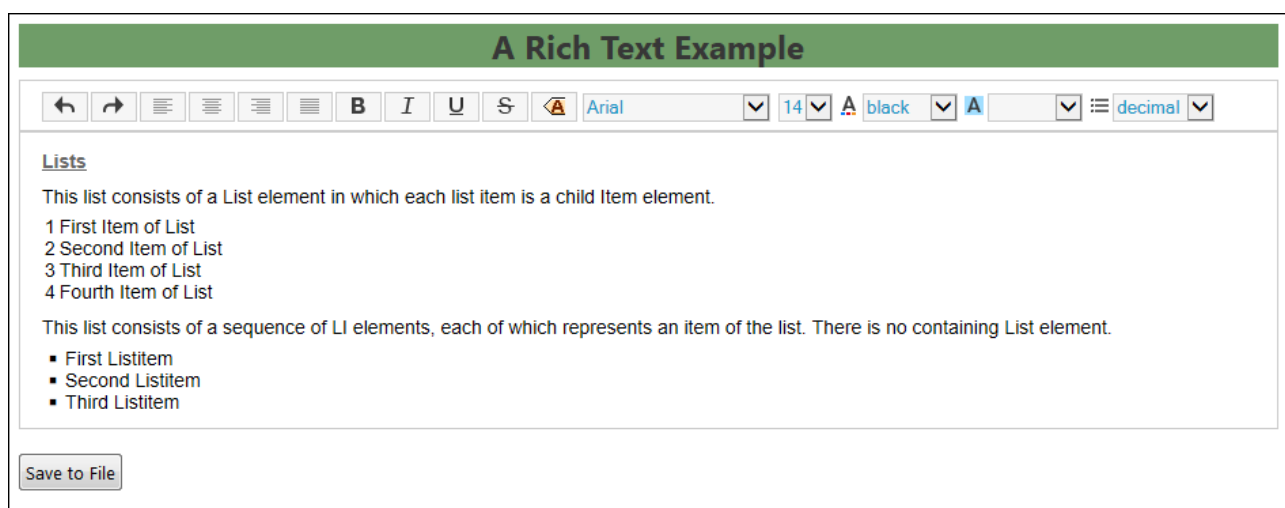 A Rich Text Example
B I U S A Arial 14 A black A decimal
Lists
This list consists of a List element in which each list item is a child Item element.
1 First Item of List
2 Second Item of List
3 Third Item of List
4 Fourth Item of List
This list consists of a sequence of LI elements, each of which represents an item of the list. There is no containing List element.
▪ First Listitem
▪ Second Listitem
▪ Third Listitem
Save to File